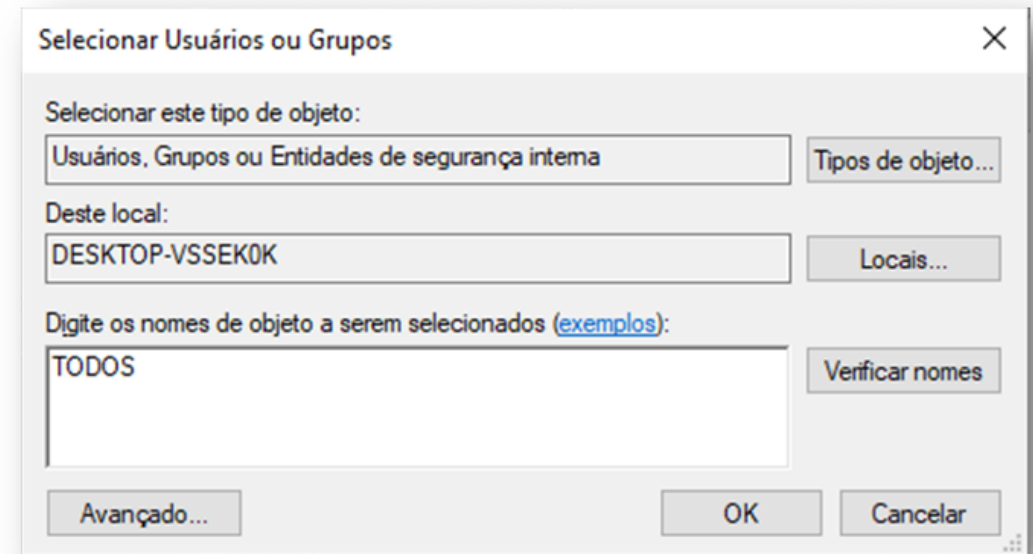 Selecionar Usuários ou Grupos
Selecionar este tipo de objeto:
Usuários, Grupos ou Entidades de segurança interna
Tipos de objeto...
Deste local:
DESKTOP-VSSEK0K
Locais...
Digite os nomes de objeto a serem selecionados (exemplos):
TODOS
Verificar nomes
Avançado...
OK
Cancelar